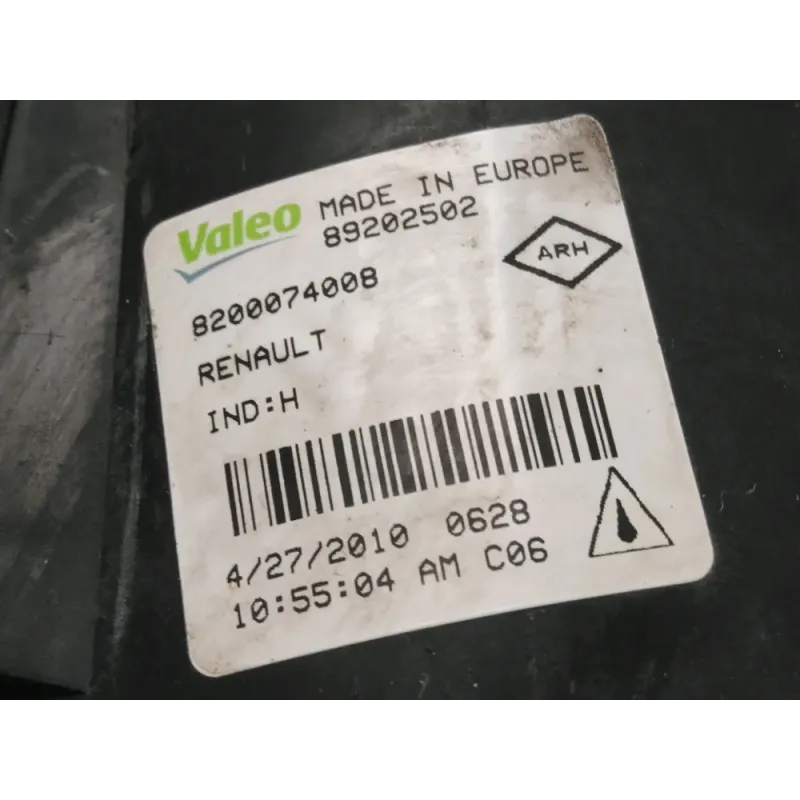 Valeo MADE IN EUROPE
89202502
ARH
8200074008
RENAULT
IND:H
4/27/2010 0628
10:55:04 AM C06